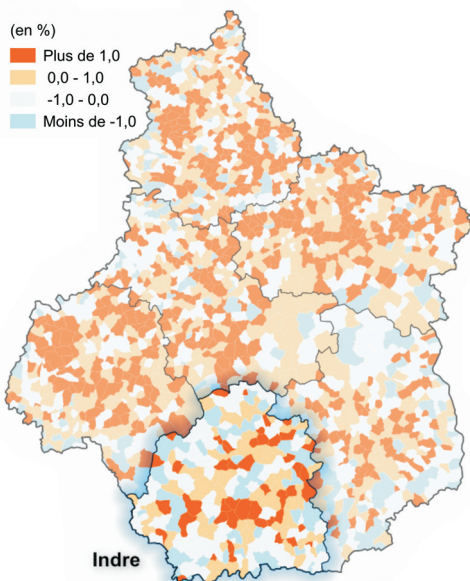 (en %)
Plus de 1,0
0,0 - 1,0
-1,0 - 0,0
Moins de -1,0
Indre